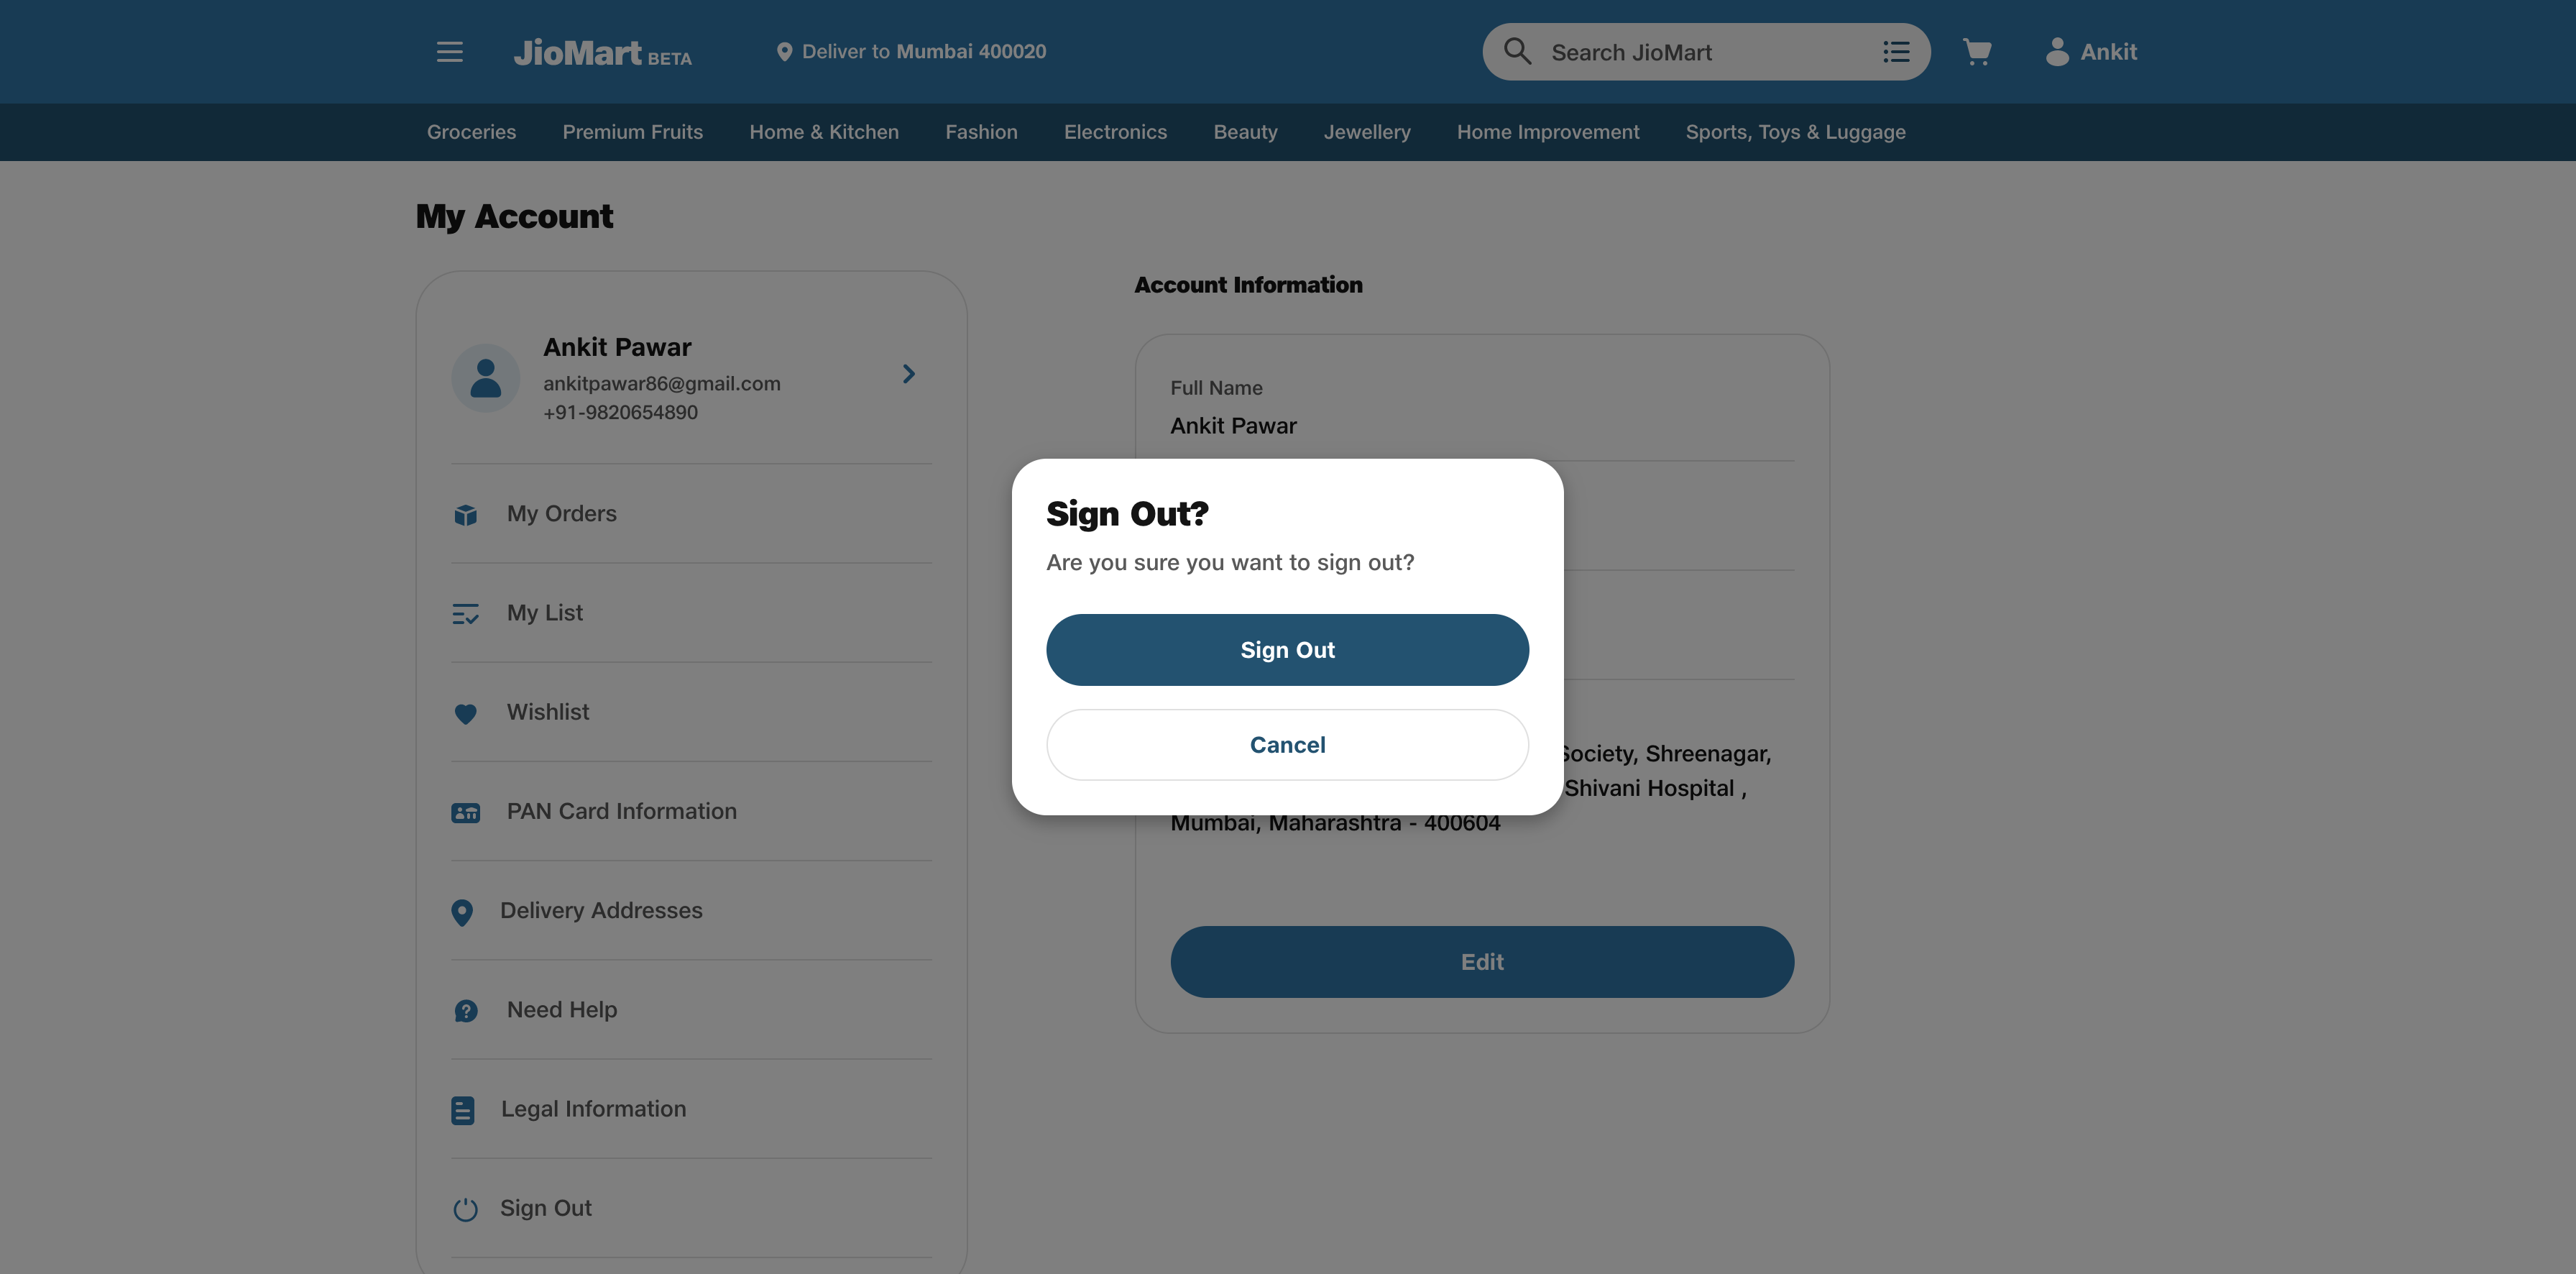 JioMart BETA
Deliver to Mumbai 400020
Search JioMart
Ankit
Groceries Premium Fruits Home & Kitchen Fashion Electronics Beauty Jewellery Home Improvement Sports, Toys & Luggage
My Account
Ankit Pawar
ankitpawar86@gmail.com
+91-9820654890
My Orders
My List
Wishlist
PAN Card Information
Delivery Addresses
Need Help
Legal Information
Sign Out
Account Information
Full Name
Ankit Pawar
Society, Shreenagar,
Shivani Hospital ,
Mumbai, Maharashtra - 400604
Edit
Sign Out?
Are you sure you want to sign out?
Sign Out
Cancel